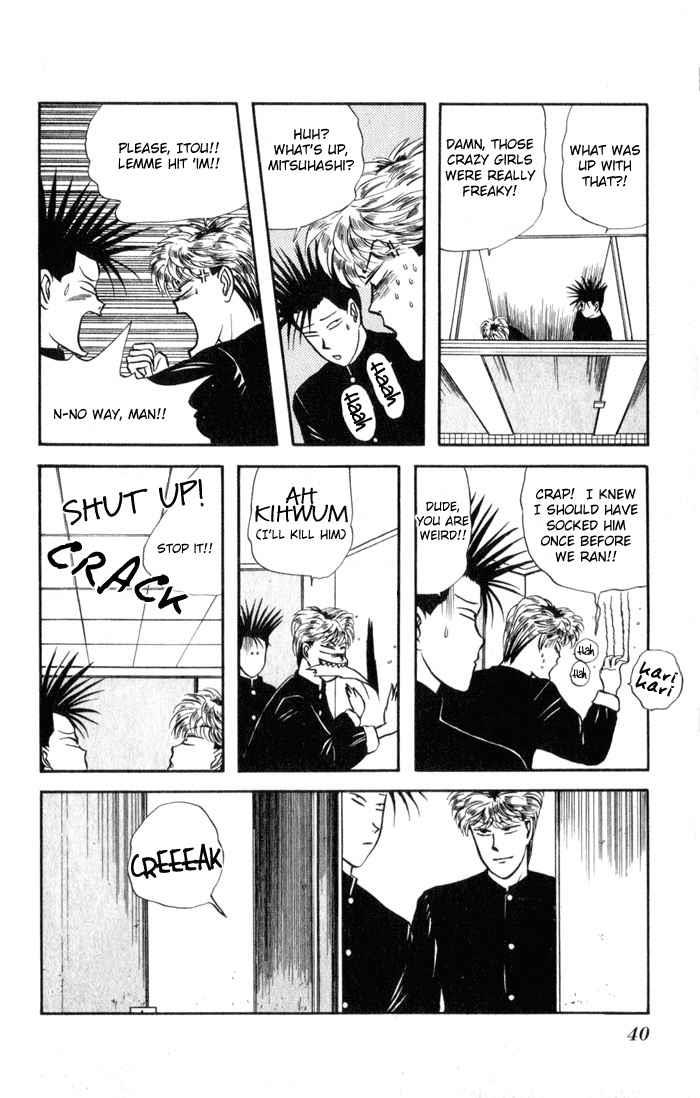 WHAT WAS
UP WITH
THAT?!
DAMN, THOSE
CRAZY GIRLS
WERE REALLY
FREAKY!
HUH?
WHAT'S UP,
MITSUHASHI?
Haah
Haah
PLEASE, ITOU!!
LEMME HIT 'IM!!
N-NO WAY, MAN!!
CRAP! I KNEW
I SHOULD HAVE
SOCKED HIM
ONCE BEFORE
WE RAN!!
Haah
Haah
kari
kari
DUDE,
YOU ARE
WEIRD!!
AH
KIHWUM
(I'LL KILL HIM)
SHUT UP!
STOP IT!!
CRACK
CREEEAK
40